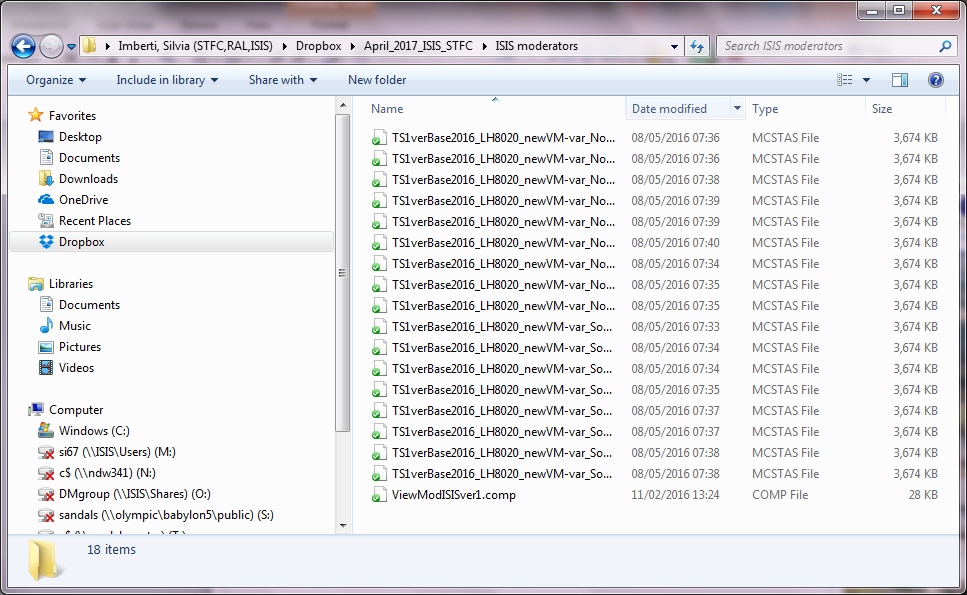 Imberti, Silvia (STFC,RAL,ISIS) Dropbox April_2017_ISIS_STFC ISIS moderators Search ISIS moderators
Organize Include in library Share with New folder
Favorites
Desktop
Documents
Downloads
OneDrive
Recent Places
Dropbox
Libraries
Documents
Music
Pictures
Videos
Computer
Windows (C:)
si67 (\\ISIS\Users) (M:)
c$ (\\ndw341) (N:)
DMgroup (\\ISIS\Shares) (O:)
sandals (\\olympic\babylon5\public) (S:)
Name Date modified Type Size
TS1verBase2016_LH8020_newVM-var_No... 08/05/2016 07:36 MCSTAS File 3,674 KB
TS1verBase2016_LH8020_newVM-var_No... 08/05/2016 07:36 MCSTAS File 3,674 KB
TS1verBase2016_LH8020_newVM-var_No... 08/05/2016 07:38 MCSTAS File 3,674 KB
TS1verBase2016_LH8020_newVM-var_No... 08/05/2016 07:39 MCSTAS File 3,674 KB
TS1verBase2016_LH8020_newVM-var_No... 08/05/2016 07:39 MCSTAS File 3,674 KB
TS1verBase2016_LH8020_newVM-var_No... 08/05/2016 07:40 MCSTAS File 3,674 KB
TS1verBase2016_LH8020_newVM-var_No... 08/05/2016 07:34 MCSTAS File 3,674 KB
TS1verBase2016_LH8020_newVM-var_No... 08/05/2016 07:35 MCSTAS File 3,674 KB
TS1verBase2016_LH8020_newVM-var_No... 08/05/2016 07:35 MCSTAS File 3,674 KB
TS1verBase2016_LH8020_newVM-var_So... 08/05/2016 07:33 MCSTAS File 3,674 KB
TS1verBase2016_LH8020_newVM-var_So... 08/05/2016 07:34 MCSTAS File 3,674 KB
TS1verBase2016_LH8020_newVM-var_So... 08/05/2016 07:34 MCSTAS File 3,674 KB
TS1verBase2016_LH8020_newVM-var_So... 08/05/2016 07:35 MCSTAS File 3,674 KB
TS1verBase2016_LH8020_newVM-var_So... 08/05/2016 07:37 MCSTAS File 3,674 KB
TS1verBase2016_LH8020_newVM-var_So... 08/05/2016 07:37 MCSTAS File 3,674 KB
TS1verBase2016_LH8020_newVM-var_So... 08/05/2016 07:38 MCSTAS File 3,674 KB
TS1verBase2016_LH8020_newVM-var_So... 08/05/2016 07:38 MCSTAS File 3,674 KB
ViewModISISver1.comp 11/02/2016 13:24 COMP File 28 KB
18 items